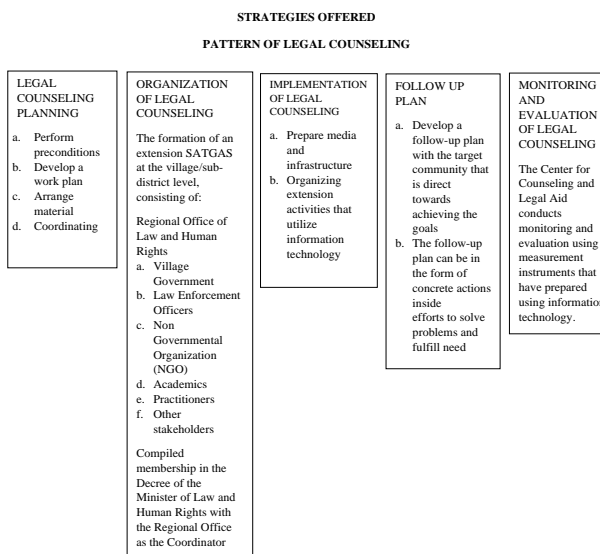 STRATEGIES OFFERED
PATTERN OF LEGAL COUNSELING
LEGAL
COUNSELING
PLANNING
a. Perform
preconditions
b. Develop a
work plan
c. Arrange
material
d. Coordinating
ORGANIZATION
OF LEGAL
COUNSELING
The formation of an
extension SATGAS
at the village/sub-
district level,
consisting of:
Regional Office of
Law and Human
Rights
a. Village
Government
b. Law Enforcement
Officers
c. Non
Governmental
Organization
(NGO)
d. Academics
e. Practitioners
f. Other
stakeholders
Compiled
membership in the
Decree of the
Minister of Law and
Human Rights with
the Regional Office
as the Coordinator
IMPLEMENTATION
OF LEGAL
COUNSELING
a. Prepare media
and
infrastructure
b. Organizing
extension
activities that
utilize
information
technology
FOLLOW UP
PLAN
a. Develop a
follow-up plan
with the target
community that
is direct
towards
achieving the
goals
b. The follow-up
plan can be in
the form of
concrete actions
inside
efforts to solve
problems and
fulfill need
MONITORING
AND
EVALUATION
OF LEGAL
COUNSELING
The Center for
Counseling and
Legal Aid
conducts
monitoring and
evaluation using
measurement
instruments that
have prepared
using informatio
technology.